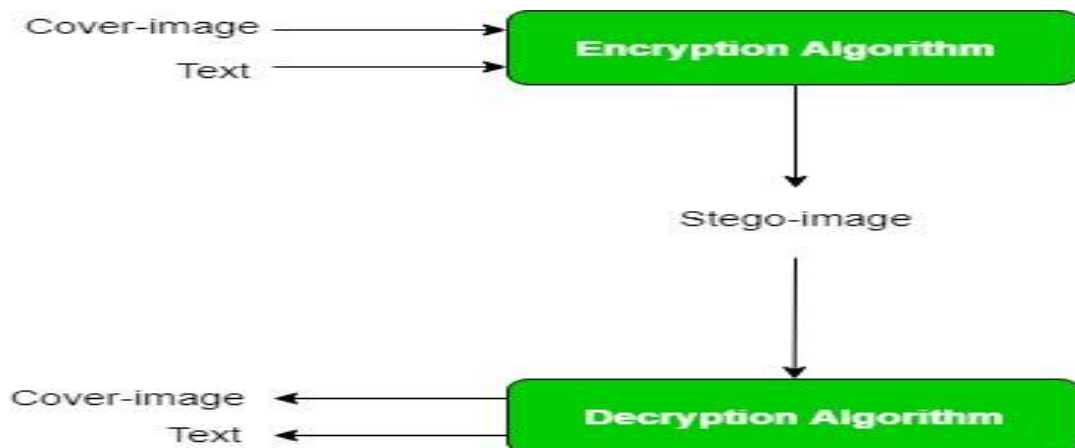 Cover-image
Encryption Algorithm
Text
Stego-image
Cover-image
Decryption Algorithm
Text